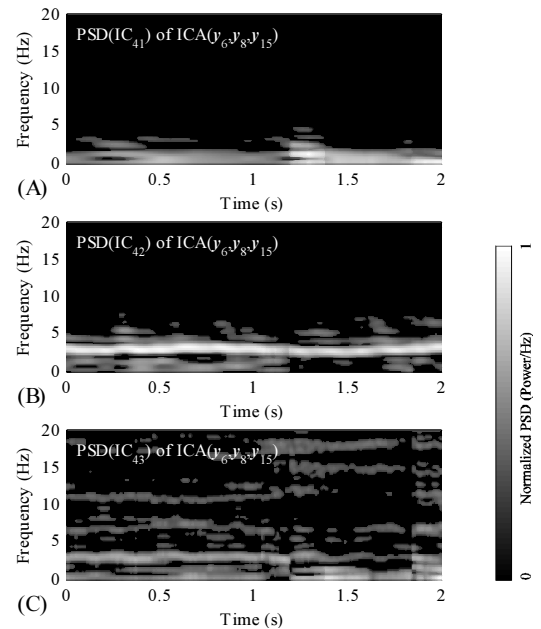 PSD(IC41) of ICA(y6,y8,y15)
Frequency (Hz)
20
15
10
5
0
(A)
0
0.5
1
1.5
2
Time (s)
PSD(IC42) of ICA(y6,y8,y15)
Frequency (Hz)
20
15
10
5
0
(B)
0
0.5
1
1.5
2
Time (s)
PSD(IC43) of ICA(y6,y8,y15)
Frequency (Hz)
20
15
10
5
0
(C)
0
0.5
1
1.5
2
Time (s)
1
Normalized PSD (Power/Hz)
0